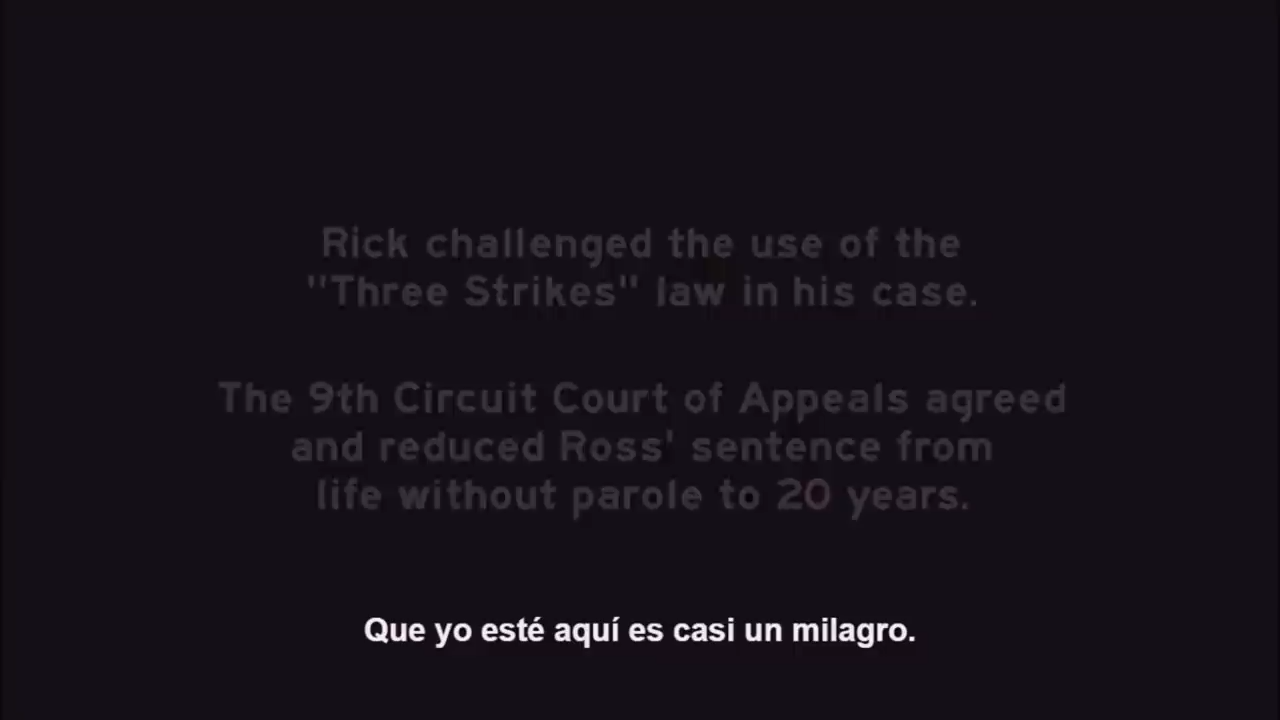 Rick challenged the use of the
"Three Strikes" law in his case.
The 9th Circuit Court of Appeals agreed
and reduced Ross' sentence from
life without parole to 20 years.
Que yo esté aquí es casi un milagro.